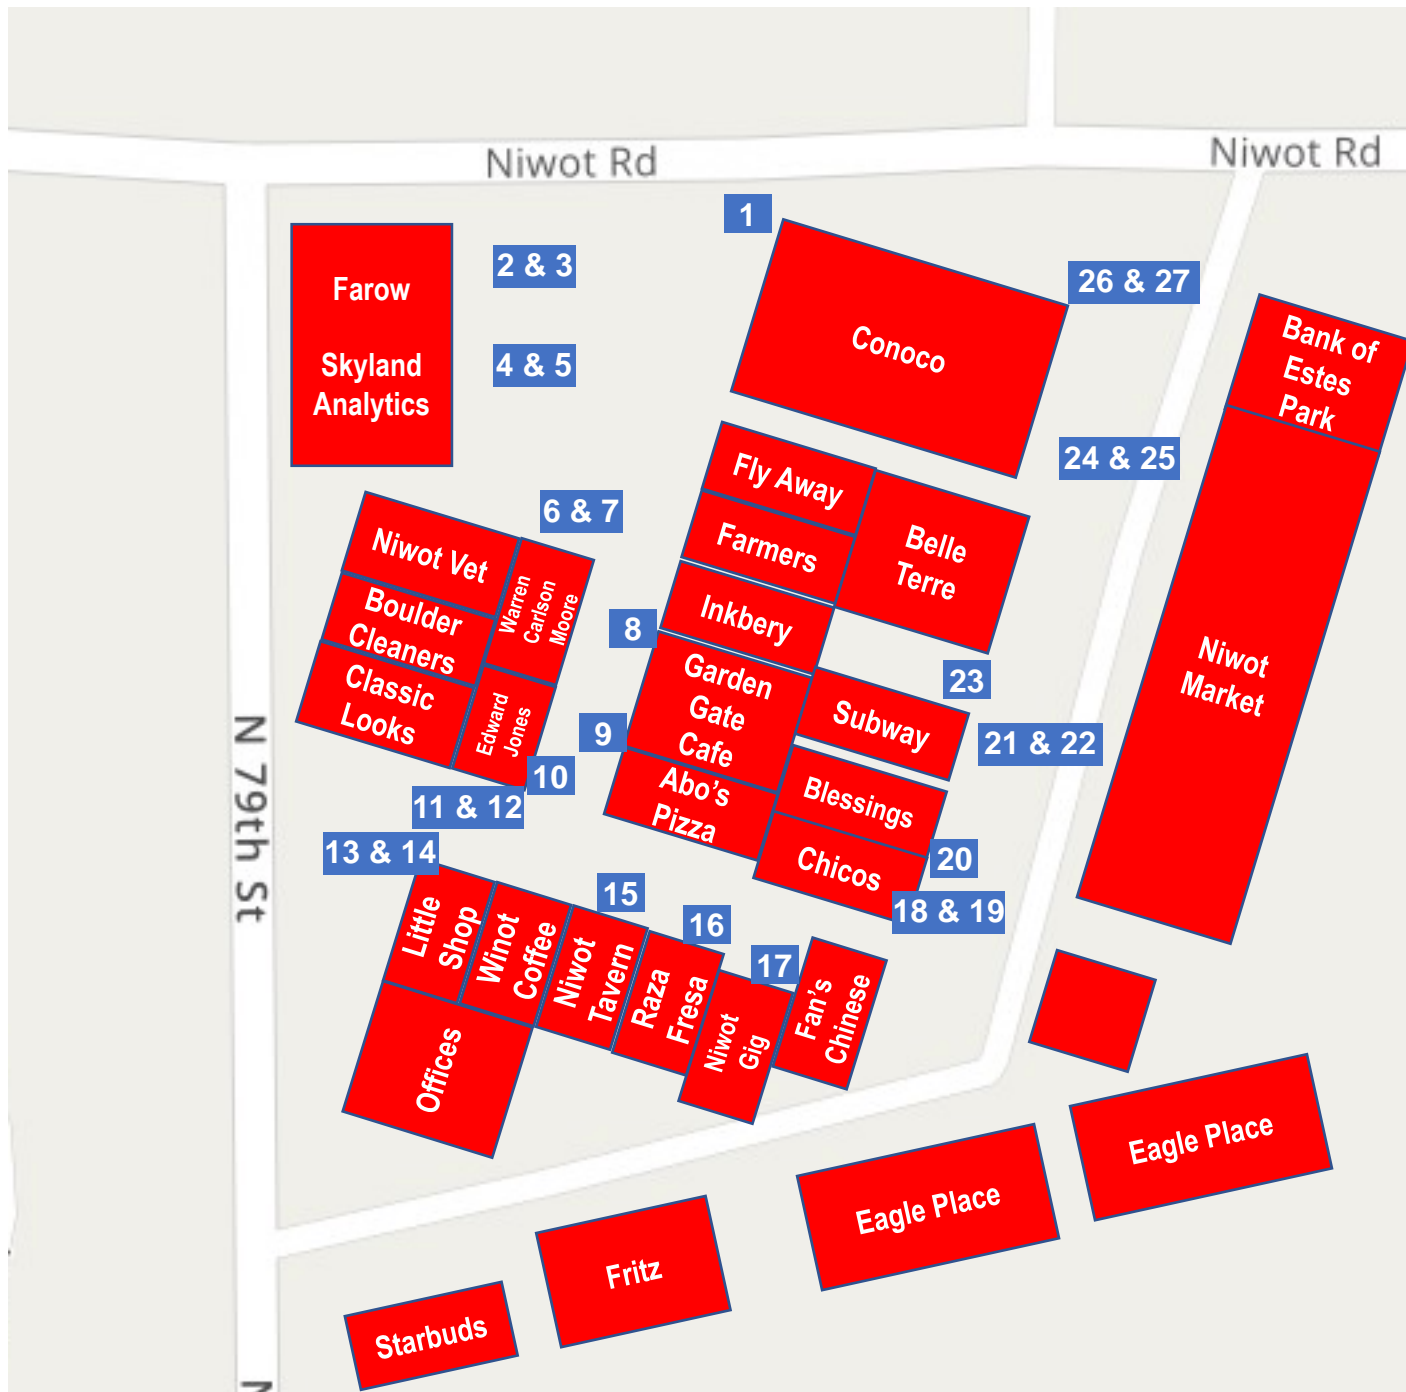 Niwot Rd
Niwot Rd
1
Farow
2 & 3
26 & 27
Skyland
Analytics
4 & 5
Conoco
Bank of
Estes
Park
24 & 25
Fly Away
Farmers
Belle
Terre
6 & 7
Niwot Vet
Warren
Carlson
Moore
Boulder
Cleaners
Inkbery
8
Classic
Looks
Edward
Jones
Garden
Gate
Cafe
23
Niwot
Market
9
Subway
21 & 22
10
Abo's
Pizza
Blessings
11 & 12
N 79th St
13 & 14
Chicos
20
18 & 19
15
16
17
Little
Shop
Winot
Coffee
Niwot
Tavern
Raza
Fresa
Niwot
Gig
Fan's
Chinese
Offices
Eagle Place
Eagle Place
Fritz
Starbuds
N